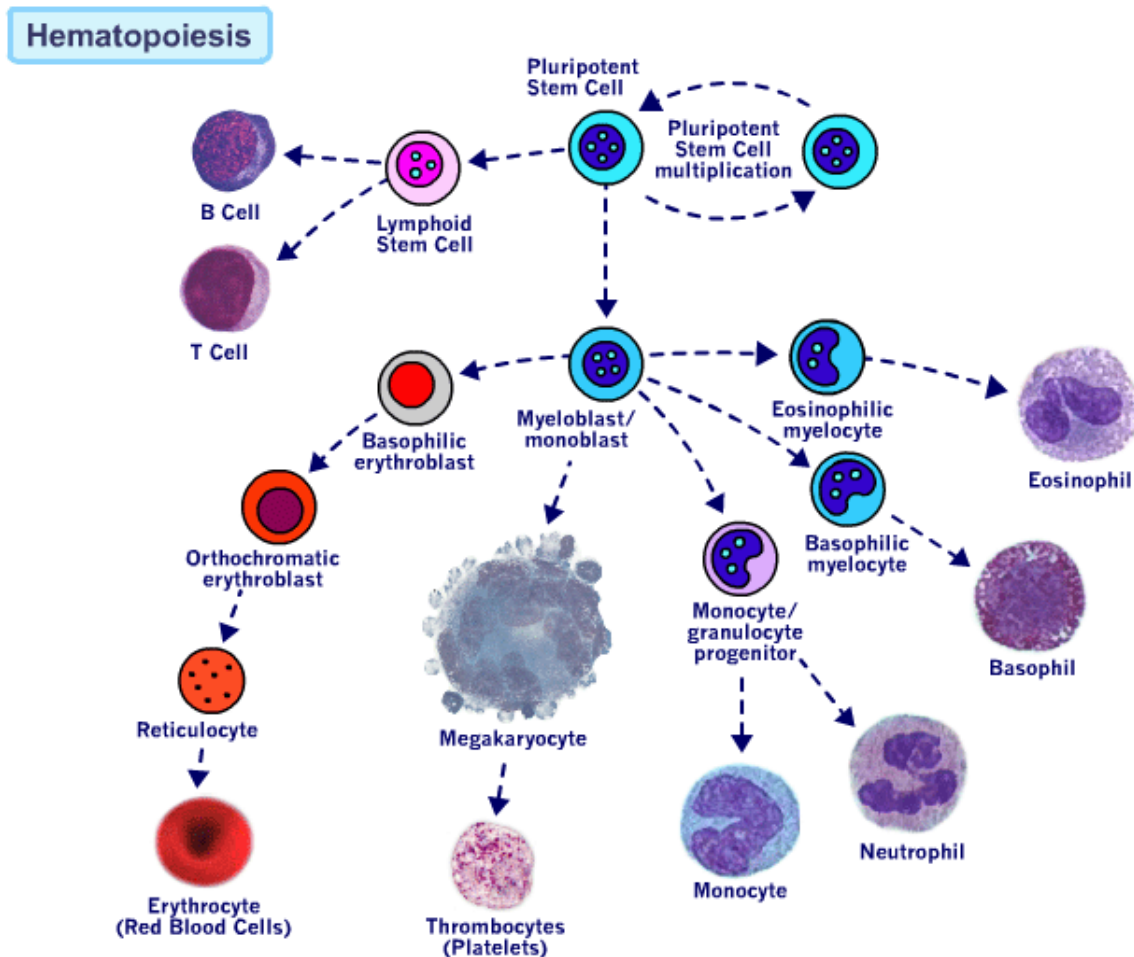 Hematopoiesis
Pluripotent
Stem Cell
Pluripotent
Stem Cell
multiplication
B Cell
Lymphoid
Stem Cell
T Cell
Myeloblast/
monoblast
Basophilic
erythroblast
Eosinophilic
myelocyte
Eosinophil
Orthochromatic
erythroblast
Basophilic
myelocyte
Monocyte/
granulocyte
progenitor
Basophil
Reticulocyte
Megakaryocyte
Neutrophil
Monocyte
Erythrocyte
(Red Blood Cells)
Thrombocytes
(Platelets)